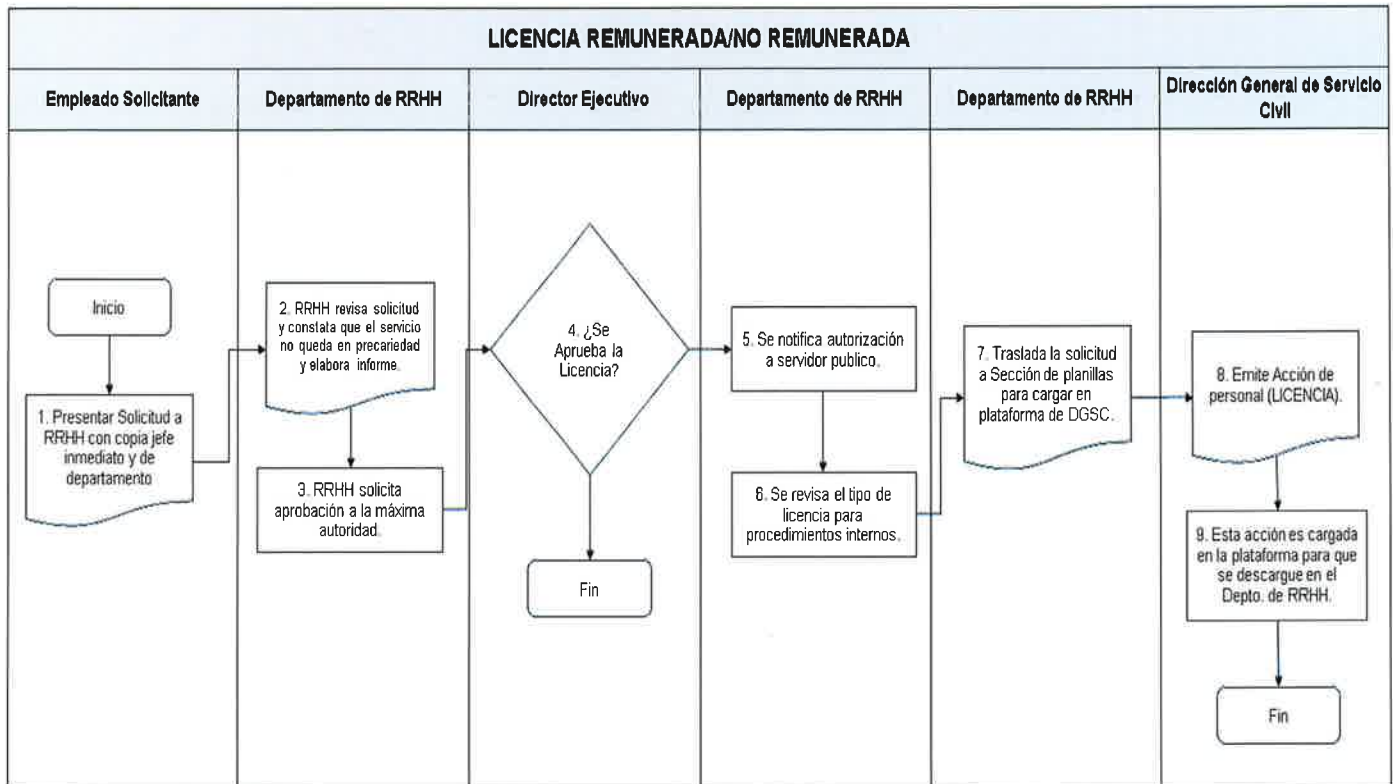 LICENCIA REMUNERADA/NO REMUNERADA
Empleado Solicitante
Departamento de RRHH
Director Ejecutivo
Departamento de RRHH
Departamento de RRHH
Dirección General de Servicio
Civil
Inicio
1. Presentar Solicitud a
RRHH con copia jefe
inmediato y de
departamento
2. RRHH revisa solicitud
y constata que el servicio
no queda en precariedad
y elabora informe.
3. RRHH solicita
aprobación a la máxima
autoridad.
4. ¿Se
Aprueba la
Licencia?
Fin
5. Se notifica autorización
a servidor publico.
6. Se revisa el tipo de
licencia para
procedimientos internos.
7. Traslada la solicitud
a Sección de planillas
para cargar en
plataforma de DGSC.
8. Emite Acción de
personal (LICENCIA).
9. Esta acción es cargada
en la plataforma para que
se descargue en el
Depto. de RRHH.
Fin